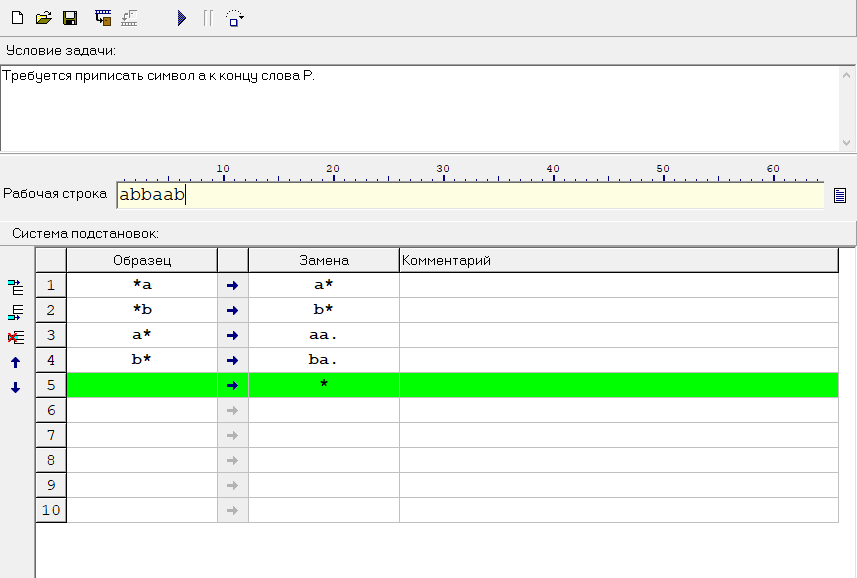 Условие задачи:
Требуется приписать символ а к концу слова Р.
10 20 30 40 50 60
Рабочая строка abbaab
Система подстановок:
Образец Замена Комментарий
1 *a → a*
2 *b → b*
3 a* → aa.
4 b* → ba.
5 → *
6 →
7 →
8 →
9 →
10 →